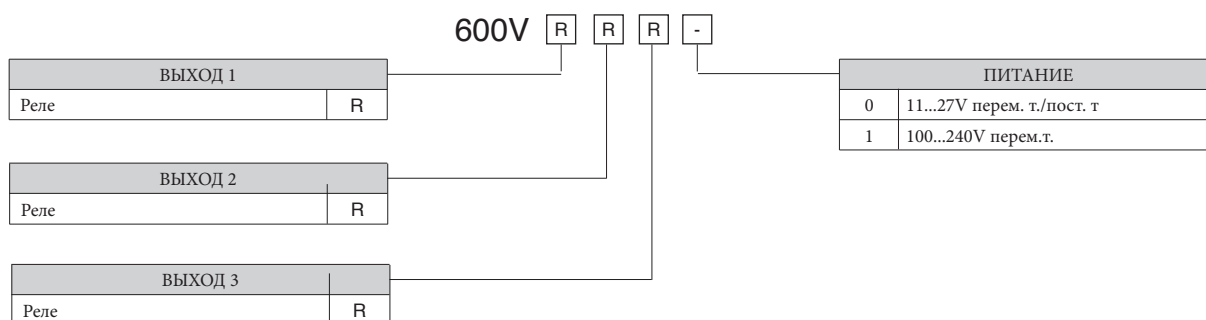 600V R R R -
ВЫХОД 1
Реле R
ПИТАНИЕ
0 11...27V перем. т./пост. т
1 100...240V перем.т.
ВЫХОД 2
Реле R
ВЫХОД 3
Реле R